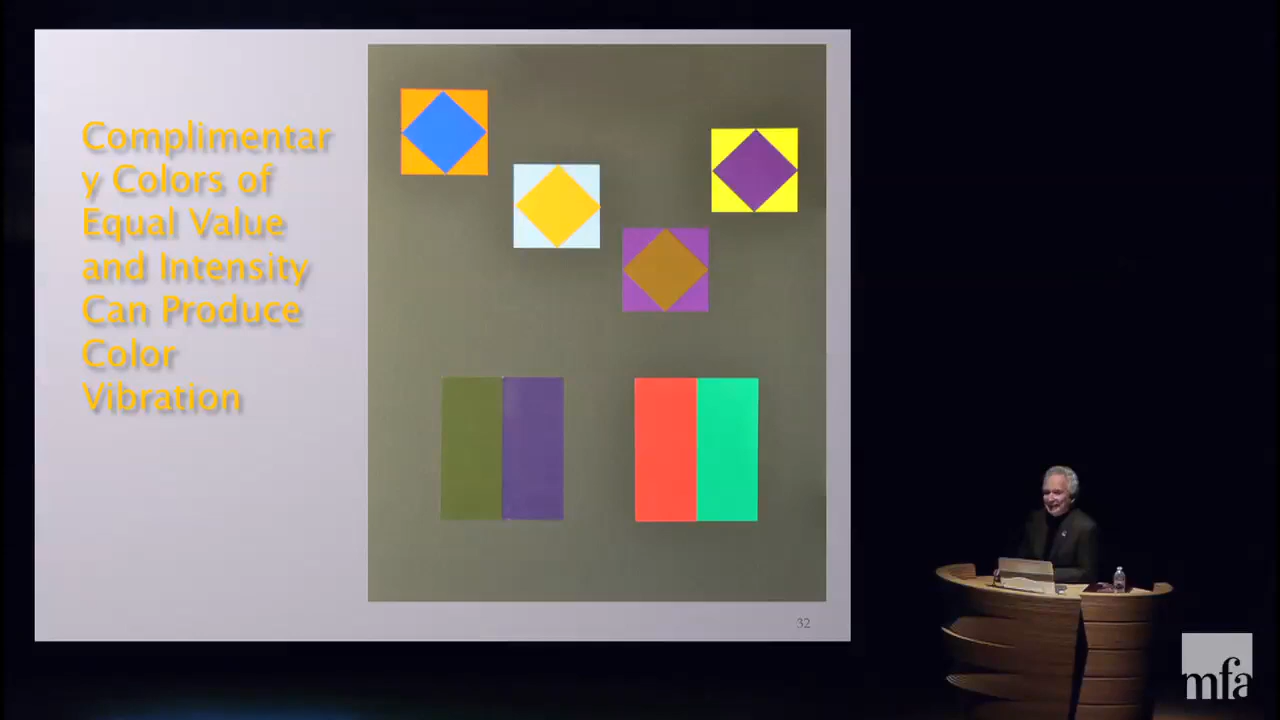 Complimentar
y Colors of
Equal Value
and Intensity
Can Produce
Color
Vibration
32
mfa